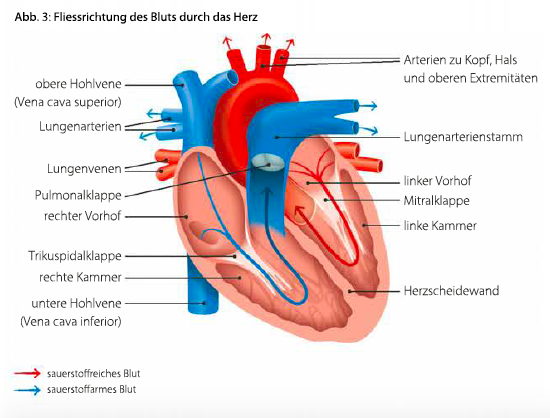 Abb. 3: Fliessrichtung des Bluts durch das Herz
obere Hohlvene
(Vena cava superior)
Lungenarterien
Lungenvenen
Pulmonalklappe
rechter Vorhof
Trikuspidalklappe
rechte Kammer
untere Hohlvene
(Vena cava inferior)
Arterien zu Kopf, Hals
und oberen Extremitäten
Lungenarterienstamm
linker Vorhof
Mitralklappe
linke Kammer
Herzscheidewand
sauerstoffreiches Blut
sauerstoffarmes Blut